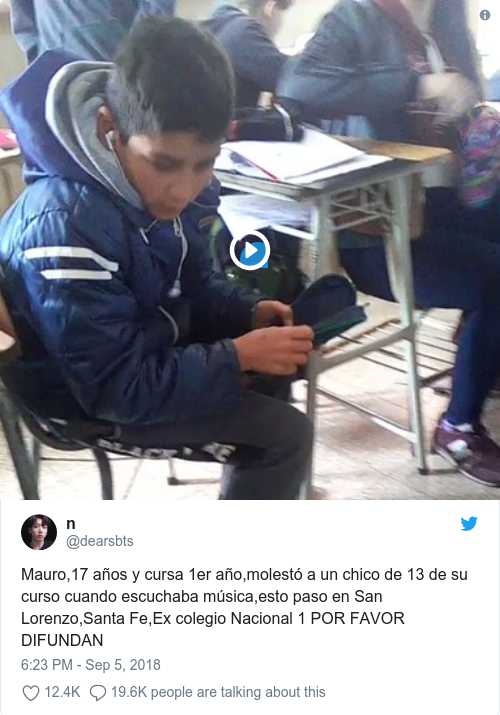 n
@dearsbts
Mauro,17 años y cursa 1er año,molestó a un chico de 13 de su
curso cuando escuchaba música,esto paso en San
Lorenzo,Santa Fe,Ex colegio Nacional 1 POR FAVOR
DIFUNDAN
6:23 PM - Sep 5, 2018
12.4K 19.6K people are talking about this